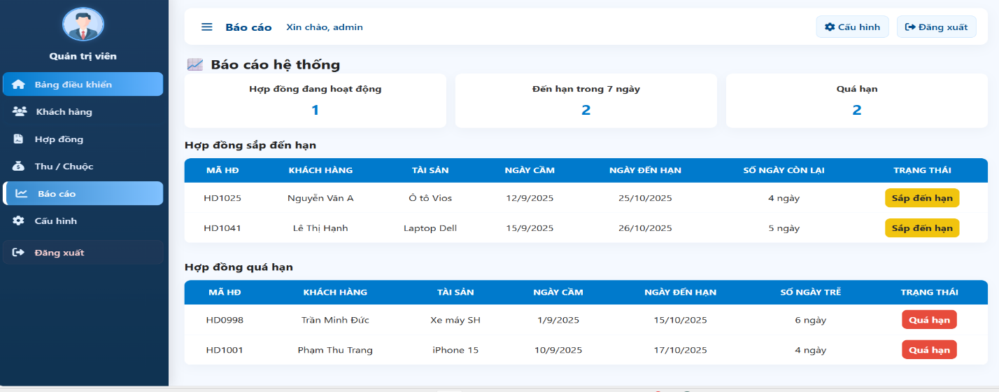 Quản trị viên
Bảng điều khiển
Khách hàng
Hợp đồng
Thu / Chuộc
Báo cáo
Cấu hình
Đăng xuất
Báo cáo Xin chào, admin Cấu hình Đăng xuất
Báo cáo hệ thống
Hợp đồng đang hoạt động Đến hạn trong 7 ngày Quá hạn
1 2 2
Hợp đồng sắp đến hạn
MÃ HĐ KHÁCH HÀNG TÀI SẢN NGÀY CẦM NGÀY ĐẾN HẠN SỐ NGÀY CÒN LẠI TRẠNG THÁI
HD1025 Nguyễn Văn A Ô tô Vios 12/9/2025 25/10/2025 4 ngày Sắp đến hạn
HD1041 Lê Thị Hạnh Laptop Dell 15/9/2025 26/10/2025 5 ngày Sắp đến hạn
Hợp đồng quá hạn
MÃ HĐ KHÁCH HÀNG TÀI SẢN NGÀY CẦM NGÀY ĐẾN HẠN SỐ NGÀY TRỄ TRẠNG THÁI
HD0998 Trần Minh Đức Xe máy SH 1/9/2025 15/10/2025 6 ngày Quá hạn
HD1001 Phạm Thu Trang iPhone 15 10/9/2025 17/10/2025 4 ngày Quá hạn